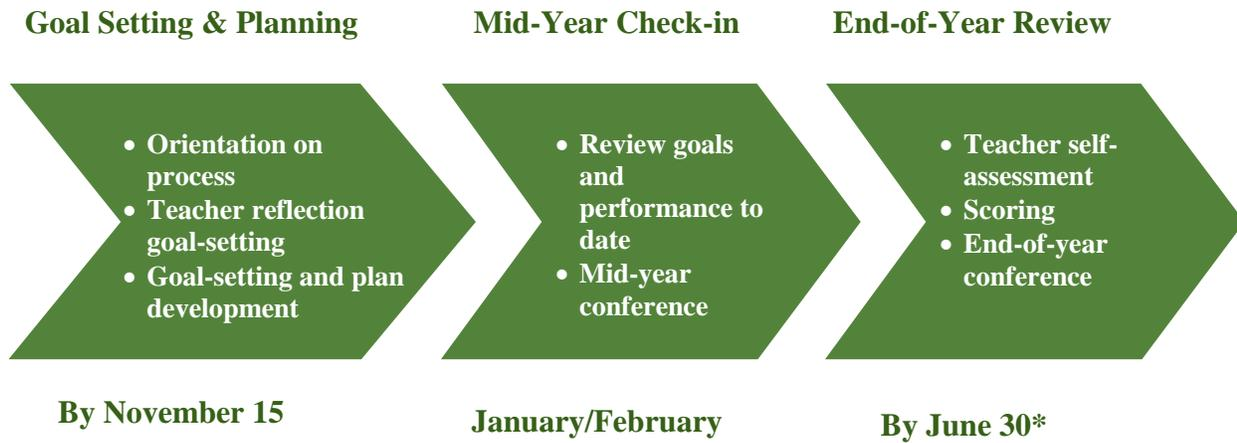 Goal Setting & Planning
Mid-Year Check-in
End-of-Year Review
• Orientation on
process
• Teacher reflection
goal-setting
• Goal-setting and plan
development
• Review goals
and
performance to
date
• Mid-year
conference
• Teacher self-
assessment
• Scoring
• End-of-year
conference
By November 15
January/February
By June 30*